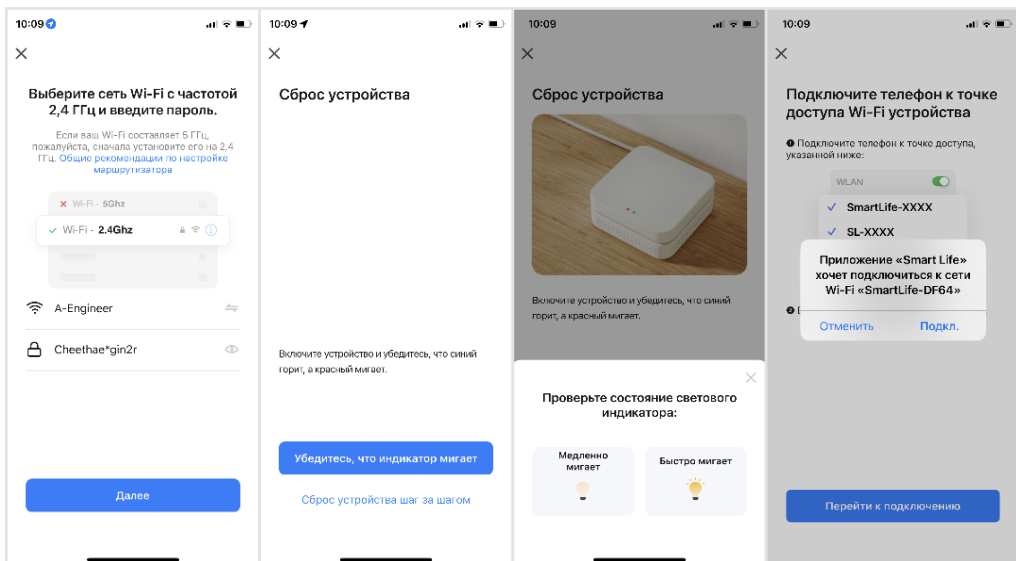 10:09
Выберите сеть Wi-Fi с частотой
2,4 ГГц и введите пароль.
Если ваш Wi-Fi составляет 5 ГГц,
пожалуйста, сначала установите его на 2,4
ГГц. Общие рекомендации по настройке
маршрутизатора
Wi-Fi - 5Ghz
Wi-Fi - 2.4Ghz
A-Engineer
Cheethae*gin2r
Далее
10:09
Сброс устройства
Включите устройство и убедитесь, что синий
горит, а красный мигает.
Убедитесь, что индикатор мигает
Сброс устройства шаг за шагом
10:09
Сброс устройства
Включите устройство и убедитесь, что синий
горит, а красный мигает.
Проверьте состояние светового
индикатора:
Медленно
мигает
Быстро мигает
10:09
Подключите телефон к точке
доступа Wi-Fi устройства
❶ Подключите телефон к точке доступа,
указанной ниже:
WLAN
SmartLife-XXXX
SL-XXXX
Приложение «Smart Life»
хочет подключиться к сети
Wi-Fi «SmartLife-DF64»
❷
Отменить
Подкл.
Перейти к подключению